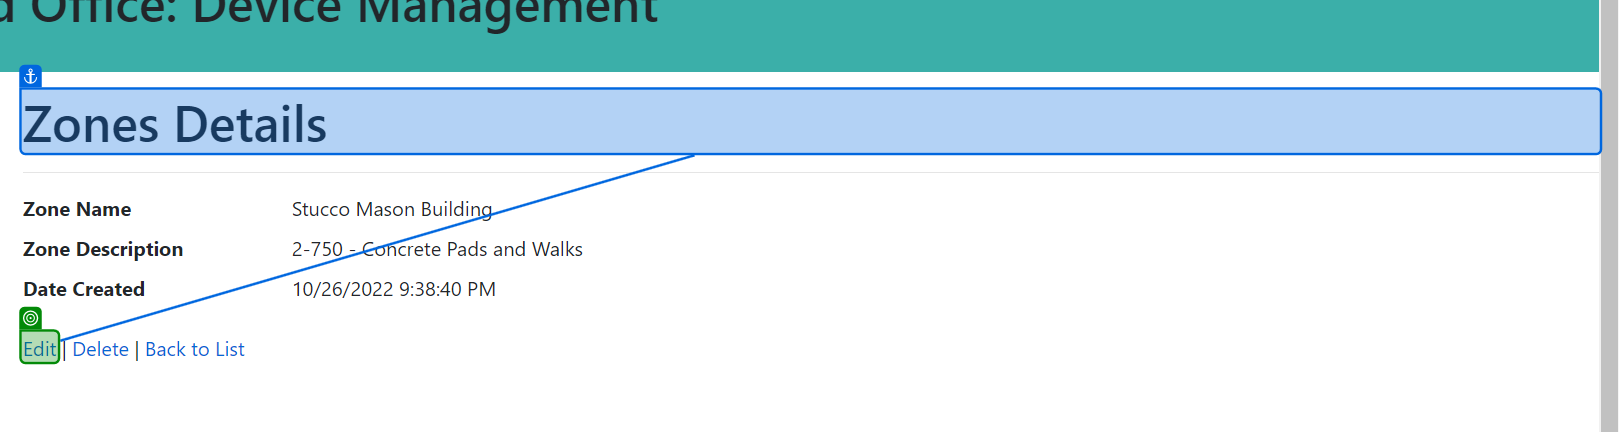 Office: Device Management
Zones Details
Zone Name Stucco Mason Building
Zone Description 2-750 - Concrete Pads and Walks
Date Created 10/26/2022 9:38:40 PM
Edit | Delete | Back to List